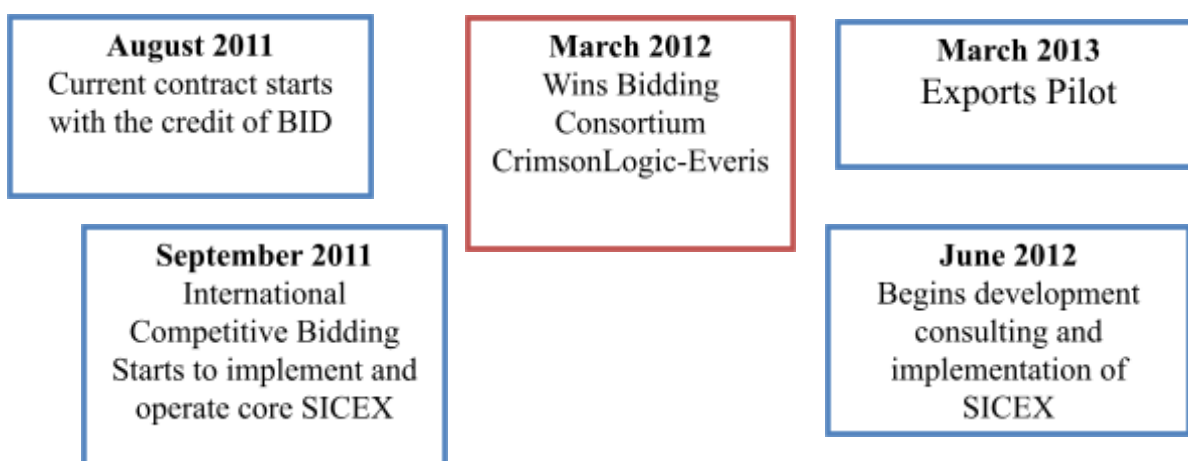 August 2011
Current contract starts
with the credit of BID
March 2012
Wins Bidding
Consortium
CrimsonLogic-Everis
March 2013
Exports Pilot
September 2011
International
Competitive Bidding
Starts to implement and
operate core SICEX
June 2012
Begins development
consulting and
implementation of
SICEX